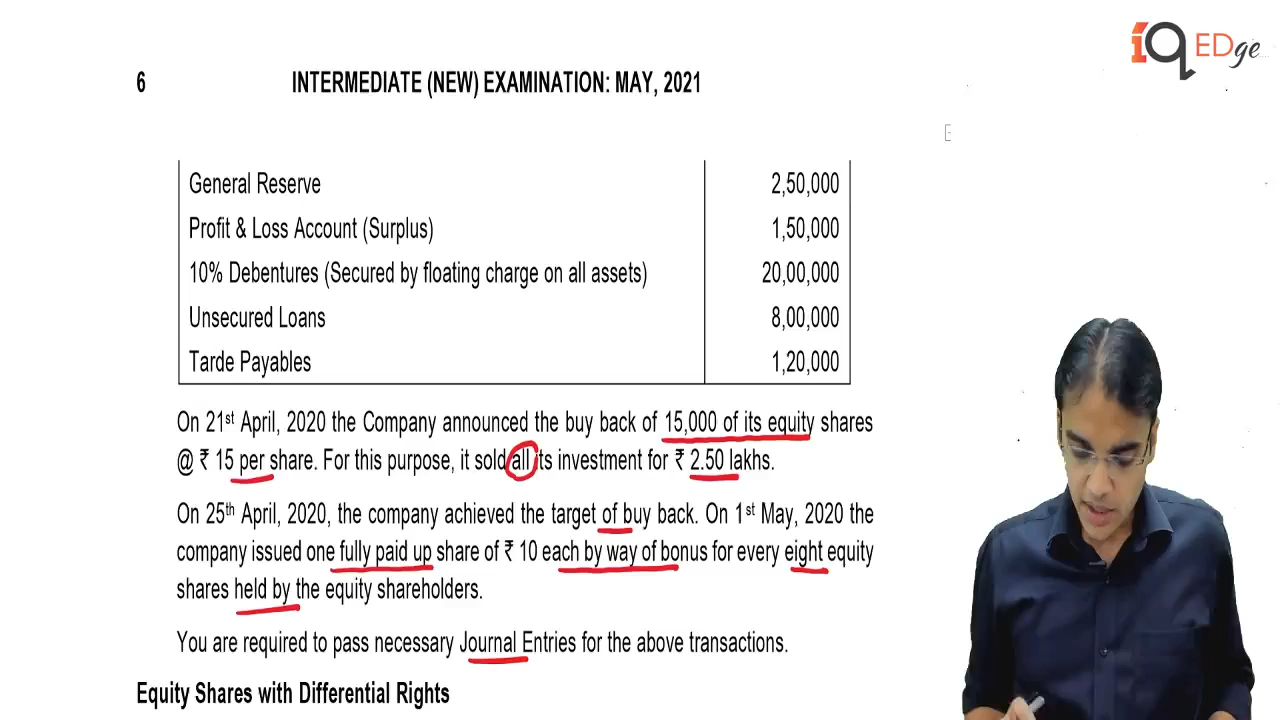 iq EDge
6 INTERMEDIATE (NEW) EXAMINATION: MAY, 2021
E
General Reserve 2,50,000
Profit & Loss Account (Surplus) 1,50,000
10% Debentures (Secured by floating charge on all assets) 20,00,000
Unsecured Loans 8,00,000
Tarde Payables 1,20,000
On 21st April, 2020 the Company announced the buy back of 15,000 of its equity shares
@ ₹ 15 per share. For this purpose, it sold all its investment for ₹ 2.50 lakhs.
On 25th April, 2020, the company achieved the target of buy back. On 1st May, 2020 the
company issued one fully paid up share of ₹ 10 each by way of bonus for every eight equity
shares held by the equity shareholders.
You are required to pass necessary Journal Entries for the above transactions.
Equity Shares with Differential Rights